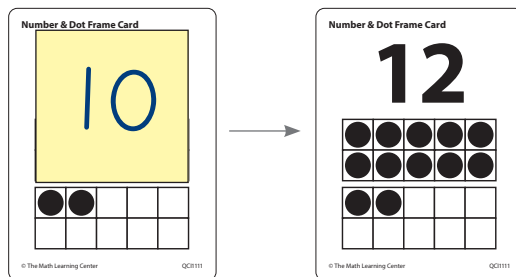 Number & Dot Frame Card
10
© The Math Learning Center
QCI1111
Number & Dot Frame Card
12
© The Math Learning Center
QCI1111